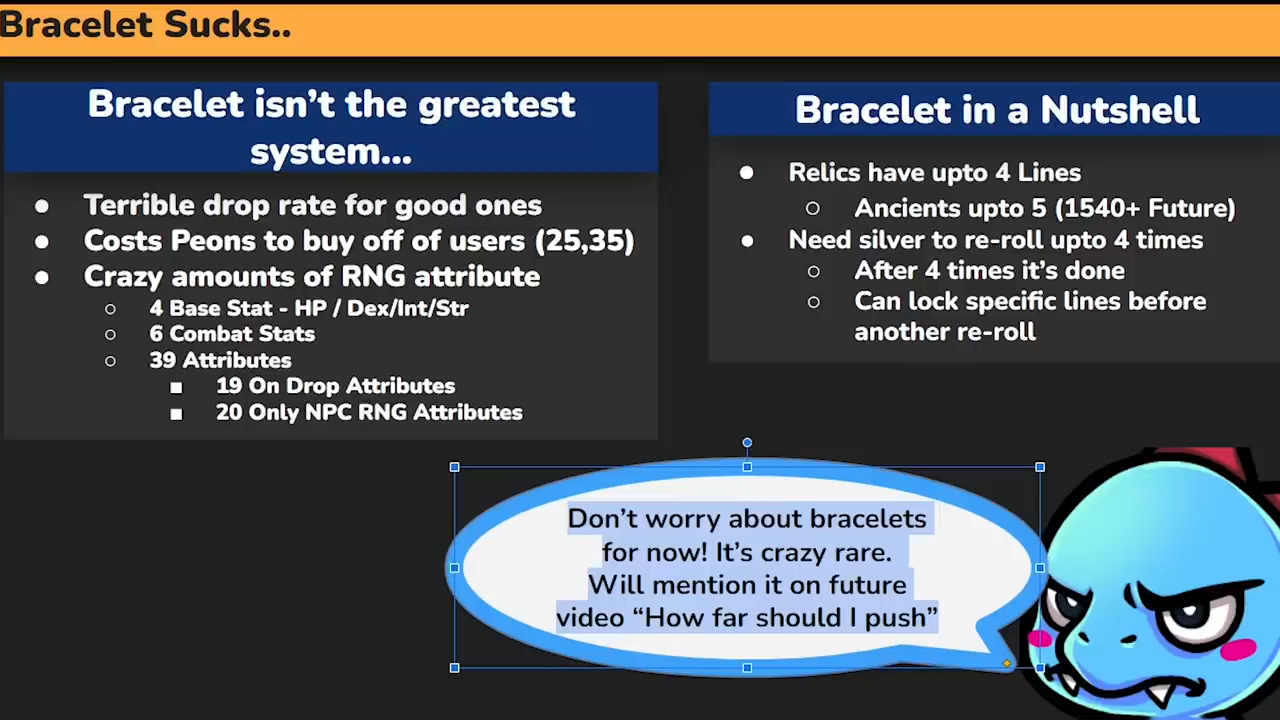 Bracelet Sucks..
Bracelet isn’t the greatest
system...
● Terrible drop rate for good ones
● Costs Peons to buy off of users (25,35)
● Crazy amounts of RNG attribute
○ 4 Base Stat - HP / Dex/Int/Str
○ 6 Combat Stats
○ 39 Attributes
■ 19 On Drop Attributes
■ 20 Only NPC RNG Attributes
Bracelet in a Nutshell
● Relics have upto 4 Lines
○ Ancients upto 5 (1540+ Future)
● Need silver to re-roll upto 4 times
○ After 4 times it’s done
○ Can lock specific lines before
another re-roll
Don’t worry about bracelets
for now! It’s crazy rare.
Will mention it on future
video “How far should I push”